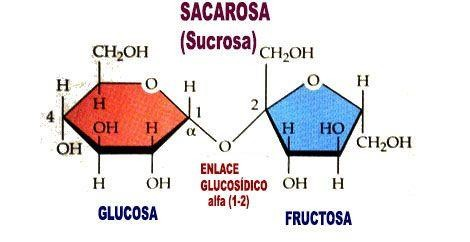 SACAROSA
(Sucrosa)
CH₂OH
CH₂OH
H
O
H
O
H
4
H
1
2
OH
H
α
H
HO
CH₂OH
OH
O
H
OH
ENLACE
GLUCOSÍDICO
alfa (1-2)
OH
H
GLUCOSA
FRUCTOSA